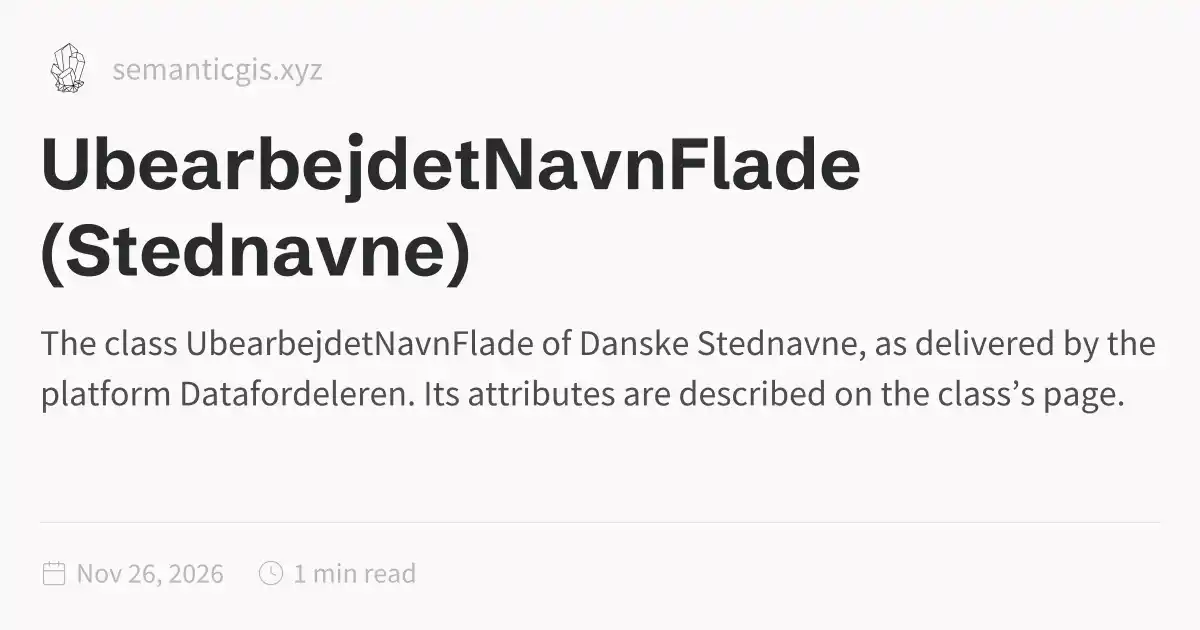 semanticgis.xyz
UbearbejdetNavnFlade
(Stednavne)
The class UbearbejdetNavnFlade of Danske Stednavne, as delivered by the
platform Datafordeleren. Its attributes are described on the class’s page.
Nov 26, 2026 1 min read